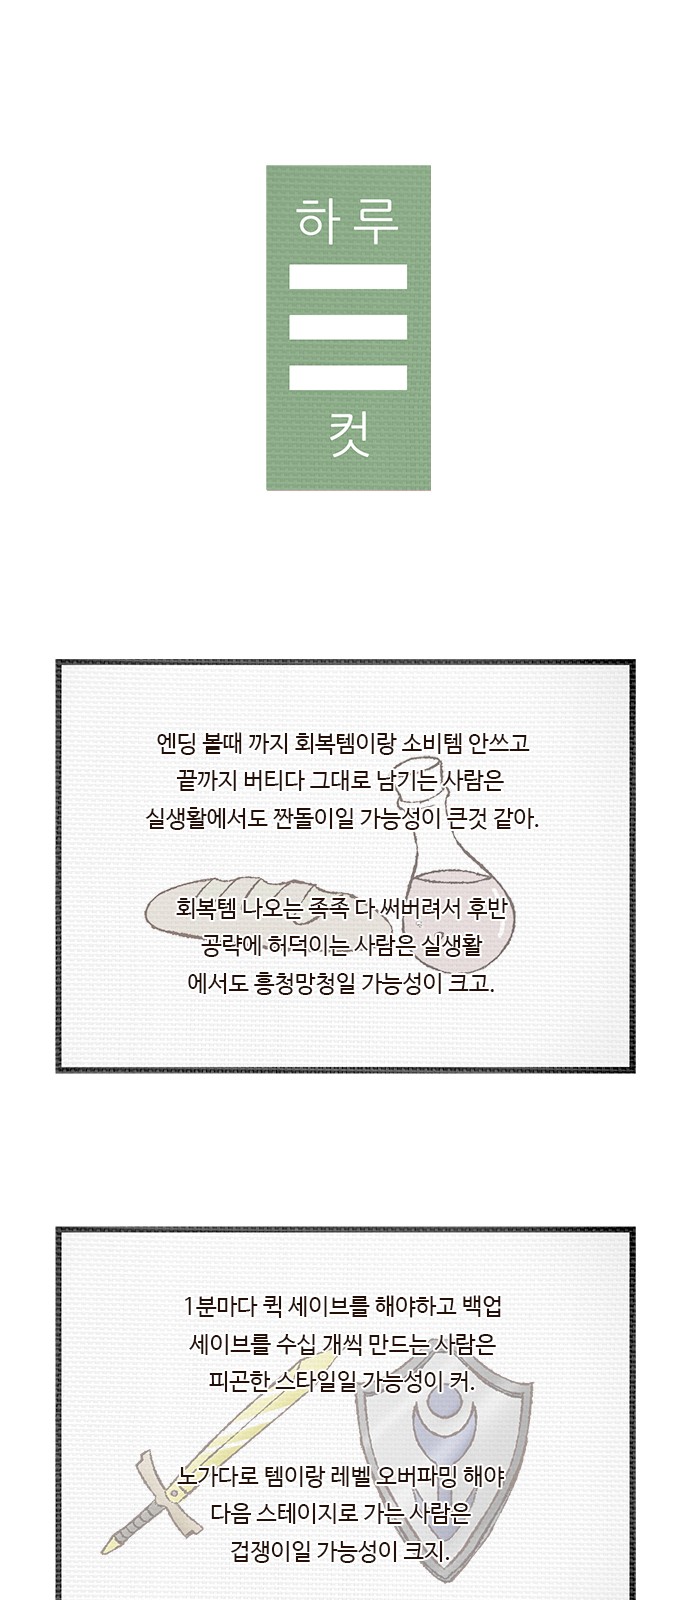 하루
컷
엔딩 볼때 까지 회복템이랑 소비템 안쓰고
끝까지 버티다 그대로 남기는 사람은
실생활에서도 짠돌이일 가능성이 큰것 같아.
회복템 나오는 족족 다 써버려서 후반
공략에 허덕이는 사람은 실생활
에서도 흥청망청일 가능성이 크고.
1분마다 퀵 세이브를 해야하고 백업
세이브를 수십 개씩 만드는 사람은
피곤한 스타일일 가능성이 커.
노가다로 템이랑 레벨 오버파밍 해야
다음 스테이지로 가는 사람은
겁쟁이일 가능성이 크지.